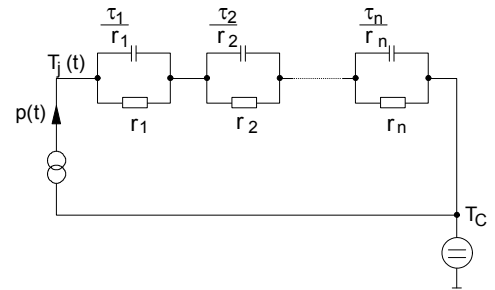 τ1 τ2 τn
r1 r2 rn
Tj (t)
r1 r2 rn
p(t)
TC